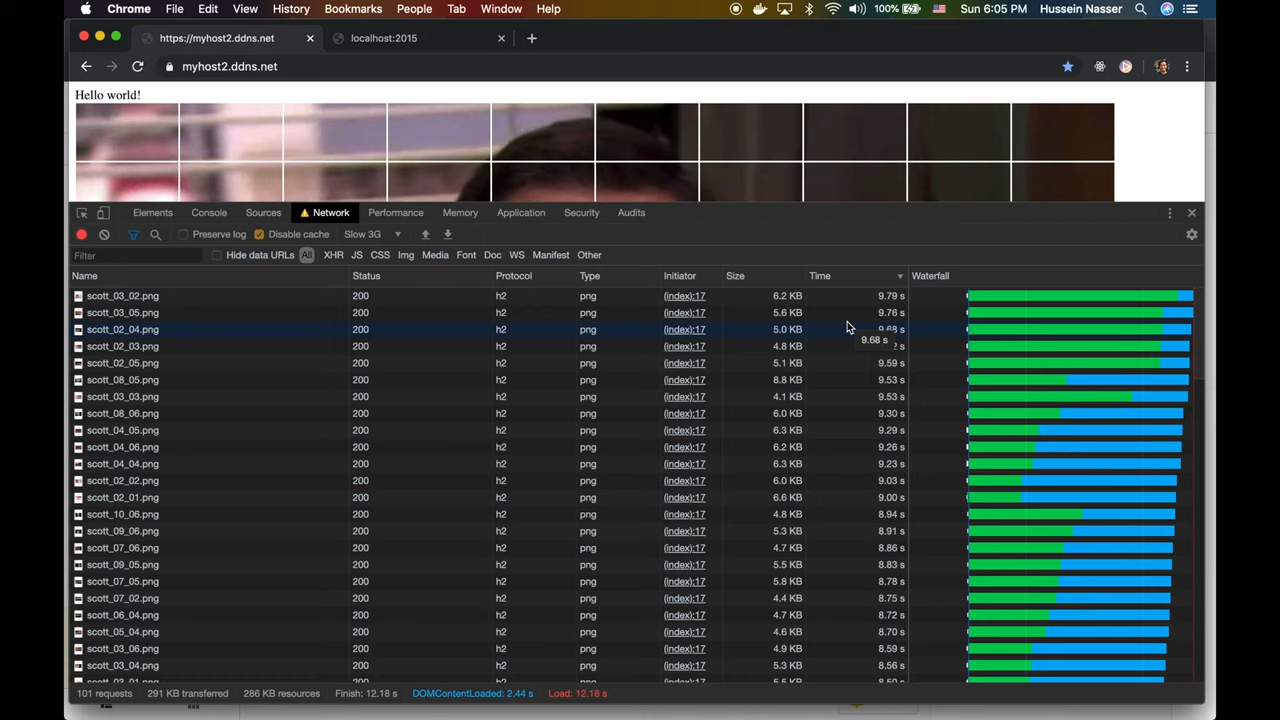 Chrome File Edit View History Bookmarks People Tab Window Help 100% Sun 6:05 PM Hussein Nasser
https://myhost2.ddns.net localhost:2015
myhost2.ddns.net
Hello world!
Elements Console Sources Network Performance Memory Application Security Audits
Preserve log Disable cache Slow 3G
Filter Hide data URLs All XHR JS CSS Img Media Font Doc WS Manifest Other
Name Status Protocol Type Initiator Size Time Waterfall
scott_03_02.png 200 h2 png (index):17 6.2 KB 9.79 s
scott_03_05.png 200 h2 png (index):17 5.6 KB 9.76 s
scott_02_04.png 200 h2 png (index):17 5.0 KB 9.68 s
9.68 s
scott_02_03.png 200 h2 png (index):17 4.8 KB
scott_02_05.png 200 h2 png (index):17 5.1 KB 9.59 s
scott_08_05.png 200 h2 png (index):17 8.8 KB 9.53 s
scott_03_03.png 200 h2 png (index):17 4.1 KB 9.53 s
scott_08_06.png 200 h2 png (index):17 6.0 KB 9.30 s
scott_04_05.png 200 h2 png (index):17 6.3 KB 9.29 s
scott_04_06.png 200 h2 png (index):17 6.2 KB 9.26 s
scott_04_04.png 200 h2 png (index):17 6.3 KB 9.23 s
scott_02_02.png 200 h2 png (index):17 6.0 KB 9.03 s
scott_02_01.png 200 h2 png (index):17 6.6 KB 9.00 s
scott_10_06.png 200 h2 png (index):17 4.8 KB 8.94 s
scott_09_06.png 200 h2 png (index):17 5.3 KB 8.91 s
scott_07_06.png 200 h2 png (index):17 4.7 KB 8.86 s
scott_09_05.png 200 h2 png (index):17 5.5 KB 8.83 s
scott_07_05.png 200 h2 png (index):17 5.8 KB 8.78 s
scott_07_02.png 200 h2 png (index):17 4.4 KB 8.75 s
scott_06_04.png 200 h2 png (index):17 4.7 KB 8.72 s
scott_05_04.png 200 h2 png (index):17 4.6 KB 8.70 s
scott_03_06.png 200 h2 png (index):17 4.9 KB 8.59 s
scott_03_04.png 200 h2 png (index):17 5.3 KB 8.56 s
101 requests 291 KB transferred 286 KB resources Finish: 12.18 s DOMContentLoaded: 2.44 s Load: 12.18 s